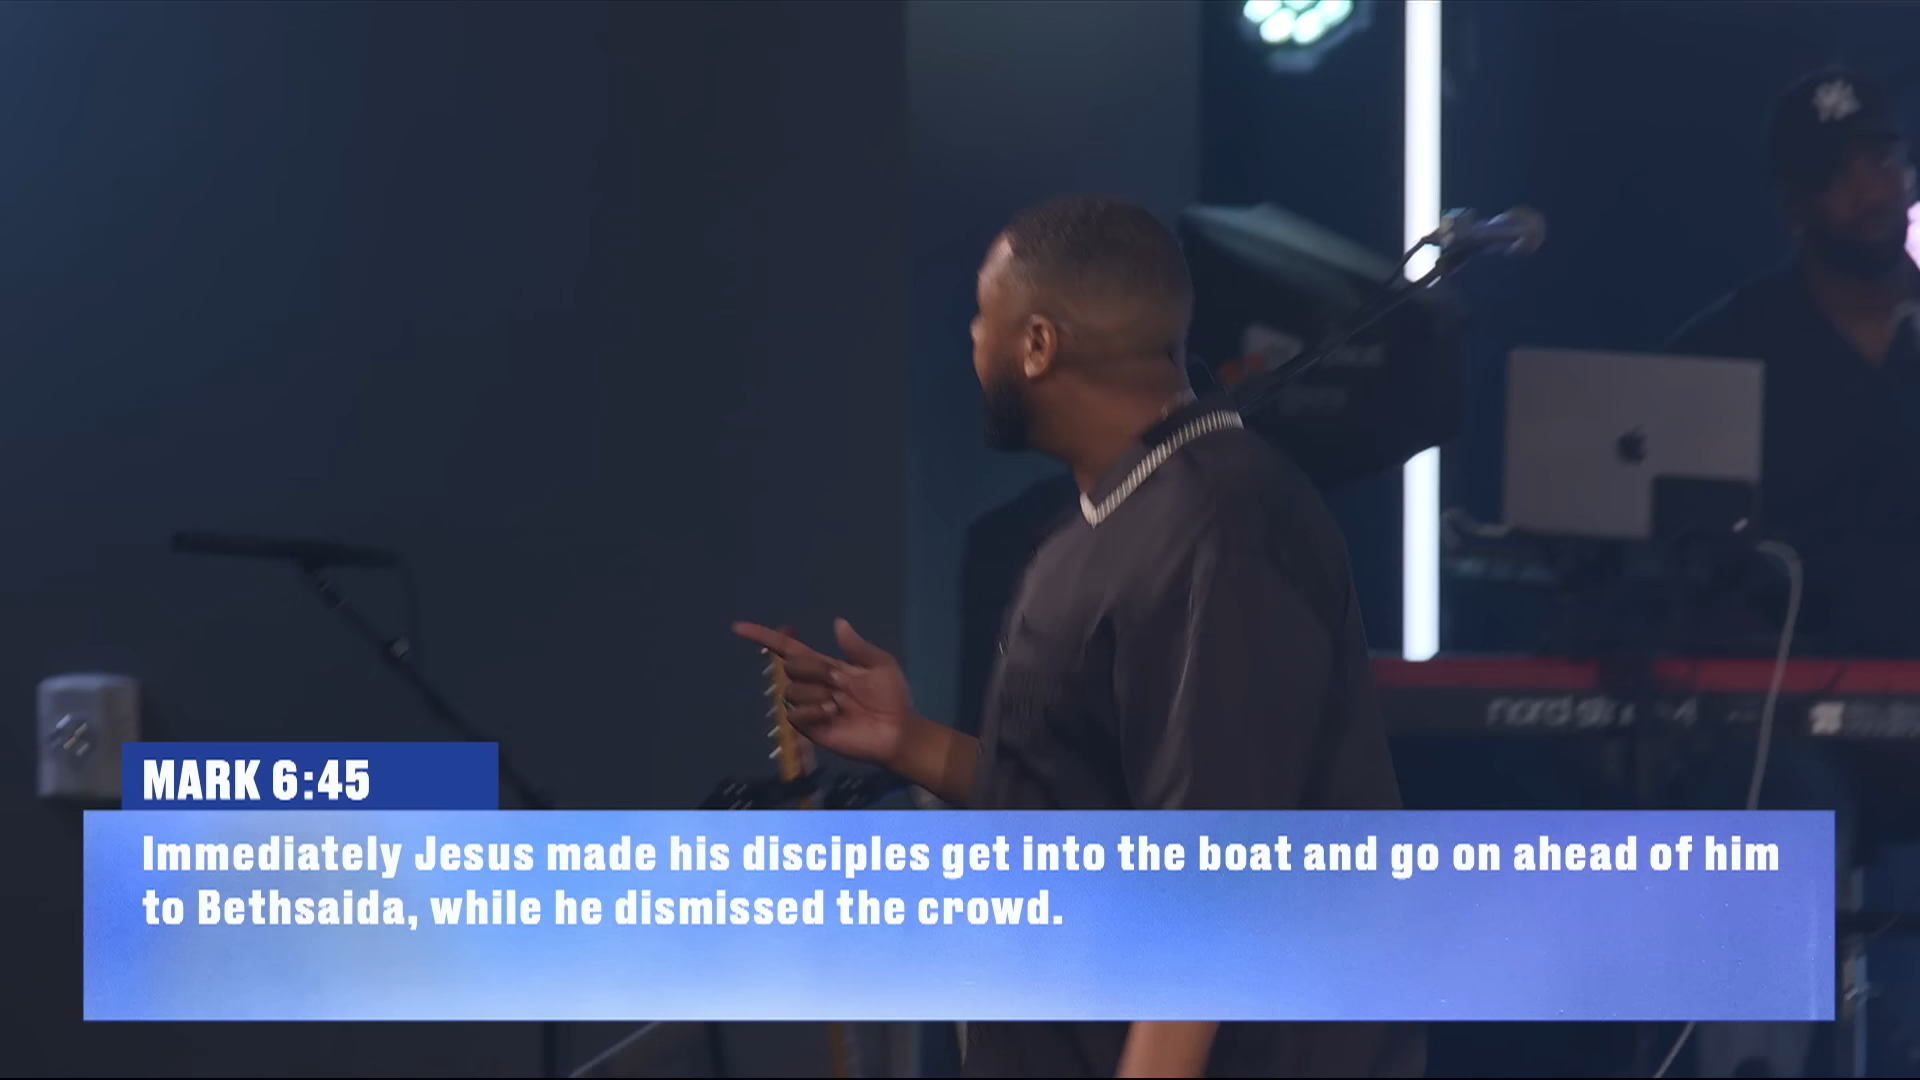 MARK 6:45
Immediately Jesus made his disciples get into the boat and go on ahead of him
to Bethsaida, while he dismissed the crowd.
nord